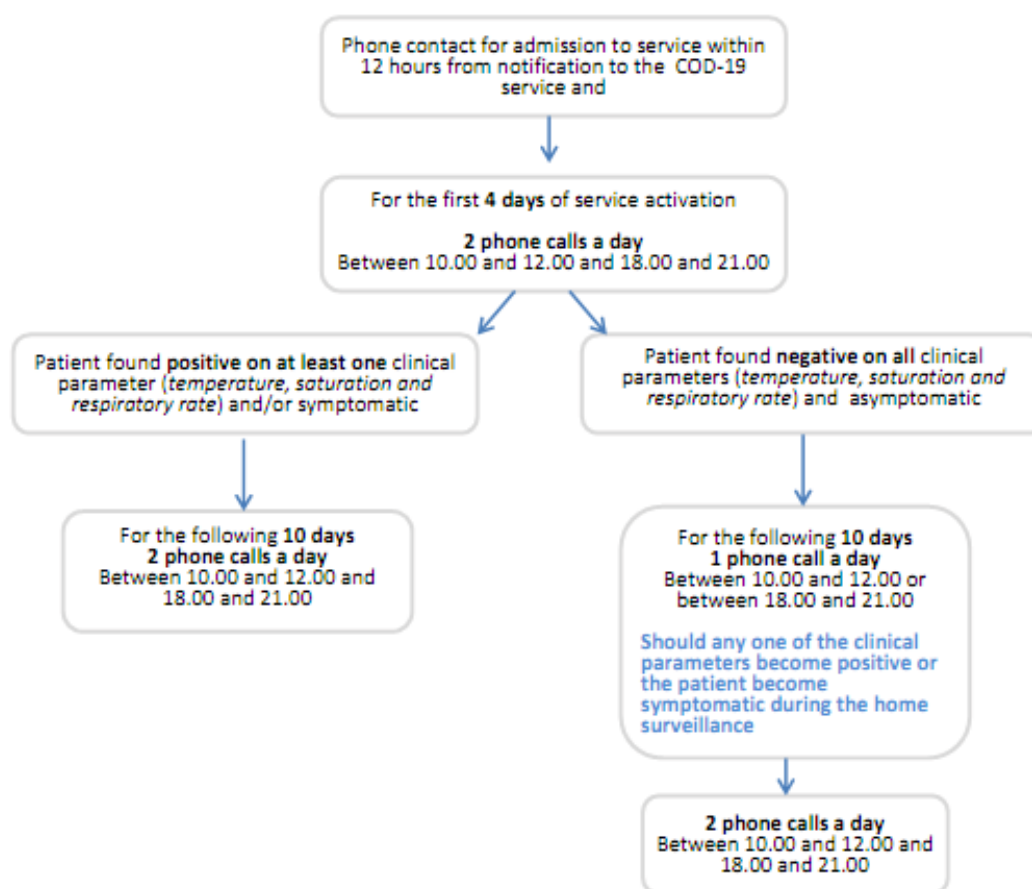 Phone contact for admission to service within
12 hours from notification to the COD-19
service and
For the first 4 days of service activation
2 phone calls a day
Between 10.00 and 12.00 and 18.00 and 21.00
Patient found positive on at least one clinical
parameter (temperature, saturation and
respiratory rate) and/or symptomatic
Patient found negative on all clinical
parameters (temperature, saturation and
respiratory rate) and asymptomatic
For the following 10 days
2 phone calls a day
Between 10.00 and 12.00 and
18.00 and 21.00
For the following 10 days
1 phone call a day
Between 10.00 and 12.00 or
between 18.00 and 21.00
Should any one of the clinical
parameters become positive or
the patient become
symptomatic during the home
surveillance
2 phone calls a day
Between 10.00 and 12.00 and
18.00 and 21.00